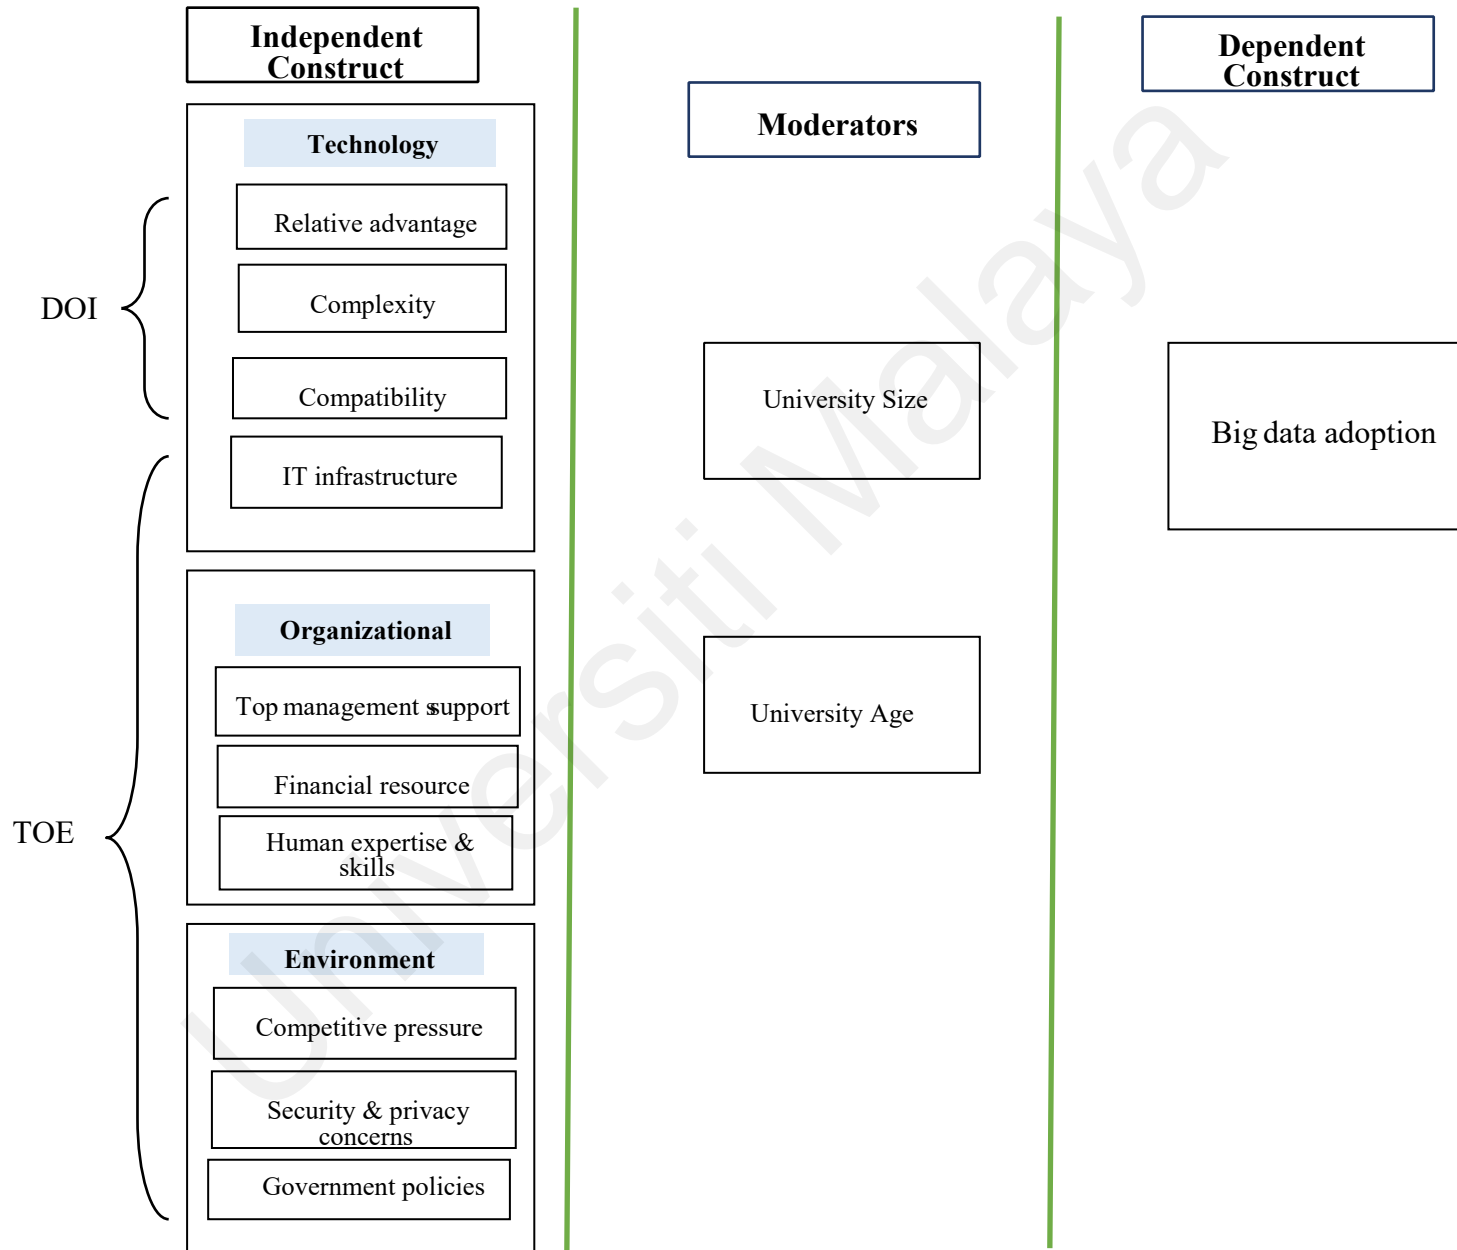 Independent
Construct
Technology
Relative advantage
Complexity
Compatibility
IT infrastructure
DOI
Organizational
Top management ssupport
Financial resource
Human expertise &
skills
TOE
Environment
Competitive pressure
Security & privacy
concerns
Government policies
Moderators
University Size
University Age
Dependent
Construct
Big data adoption
Universiti Malaya